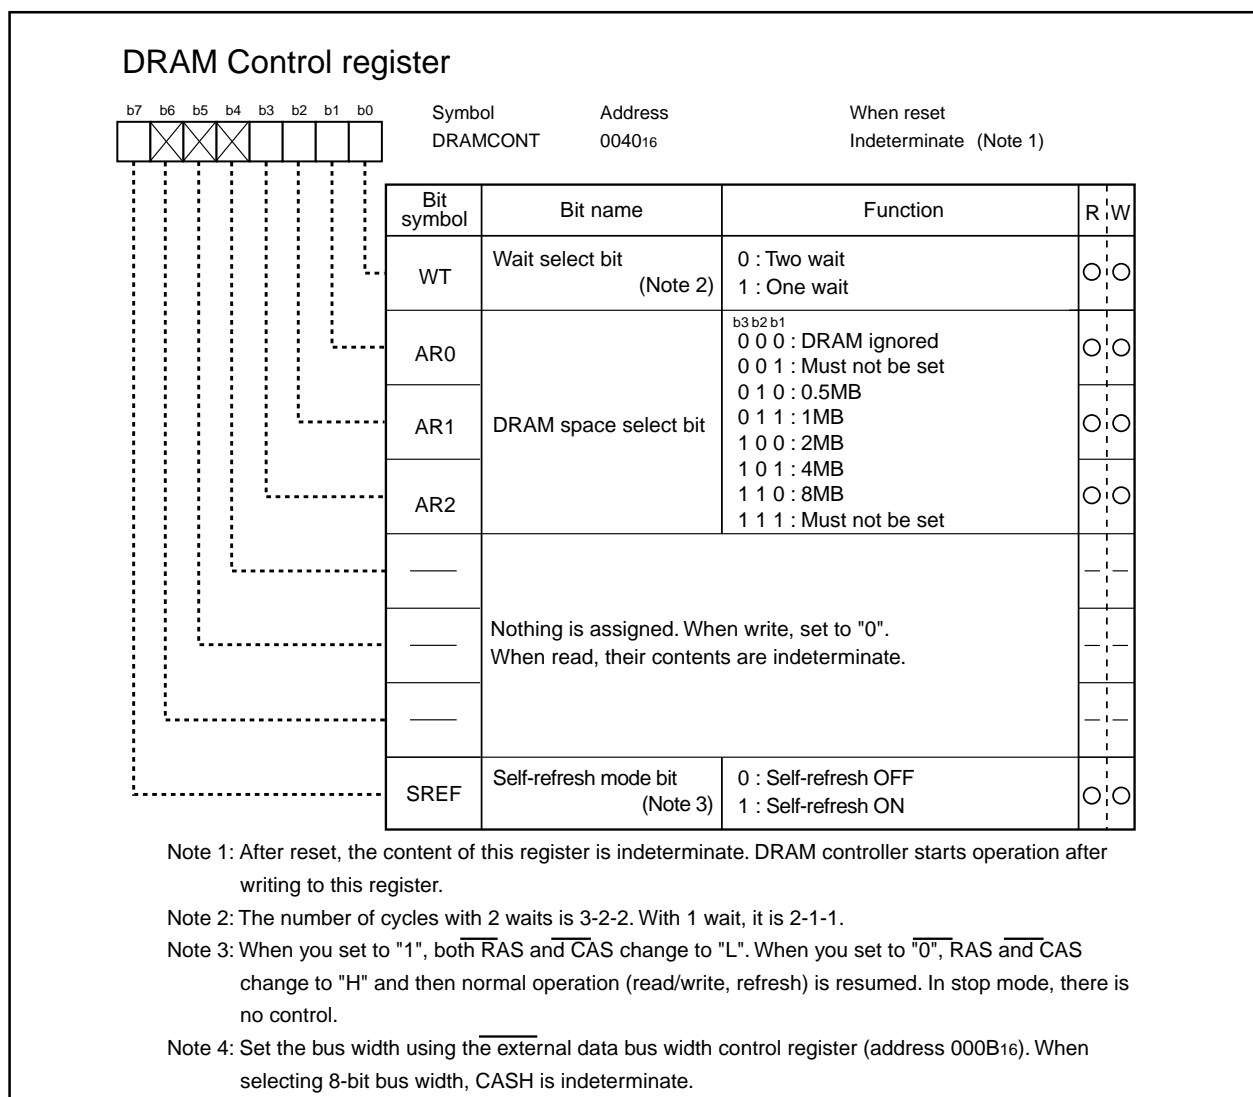 DRAM Control register
b7 b6 b5 b4 b3 b2 b1 b0
Symbol Address When reset
DRAMCONT 004016 Indeterminate (Note 1)
Bit symbol Bit name Function R W
WT Wait select bit (Note 2) 0 : Two wait
1 : One wait
b3 b2 b1
AR0 0 0 0 : DRAM ignored
0 0 1 : Must not be set
0 1 0 : 0.5MB
AR1 DRAM space select bit 0 1 1 : 1MB
1 0 0 : 2MB
1 0 1 : 4MB
AR2 1 1 0 : 8MB
1 1 1 : Must not be set
Nothing is assigned. When write, set to "0".
When read, their contents are indeterminate.
SREF Self-refresh mode bit (Note 3) 0 : Self-refresh OFF
1 : Self-refresh ON
Note 1: After reset, the content of this register is indeterminate. DRAM controller starts operation after
writing to this register.
Note 2: The number of cycles with 2 waits is 3-2-2. With 1 wait, it is 2-1-1.
Note 3: When you set to "1", both RAS and CAS change to "L". When you set to "0", RAS and CAS
change to "H" and then normal operation (read/write, refresh) is resumed. In stop mode, there is
no control.
Note 4: Set the bus width using the external data bus width control register (address 000B16). When
selecting 8-bit bus width, CASH is indeterminate.